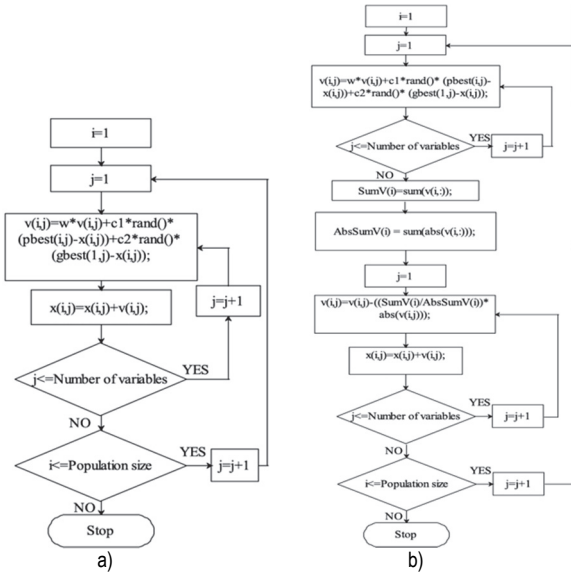 i=1
j=1
v(i,j)=w*v(i,j)+c1*rand()*
(pbest(i,j)-x(i,j))+c2*rand()*
(gbest(1,j)-x(i,j));
x(i,j)=x(i,j)+v(i,j);
j=j+1
YES
j<=Number of variables
NO
YES
i<=Population size
j=j+1
NO
Stop
a)
i=1
j=1
v(i,j)=w*v(i,j)+c1*rand()* (pbest(i,j)-
x(i,j))+c2*rand()* (gbest(1,j)-x(i,j));
YES
j<=Number of variables
j=j+1
NO
SumV(i)=sum(v(i,:));
AbsSumV(i) = sum(abs(v(i,:)));
j=1
v(i,j)=v(i,j)-((SumV(i)/AbsSumV(i))*
abs(v(i,j)));
x(i,j)=x(i,j)+v(i,j);
YES
j<=Number of variables
j=j+1
NO
YES
i<=Population size
j=j+1
NO
Stop
b)